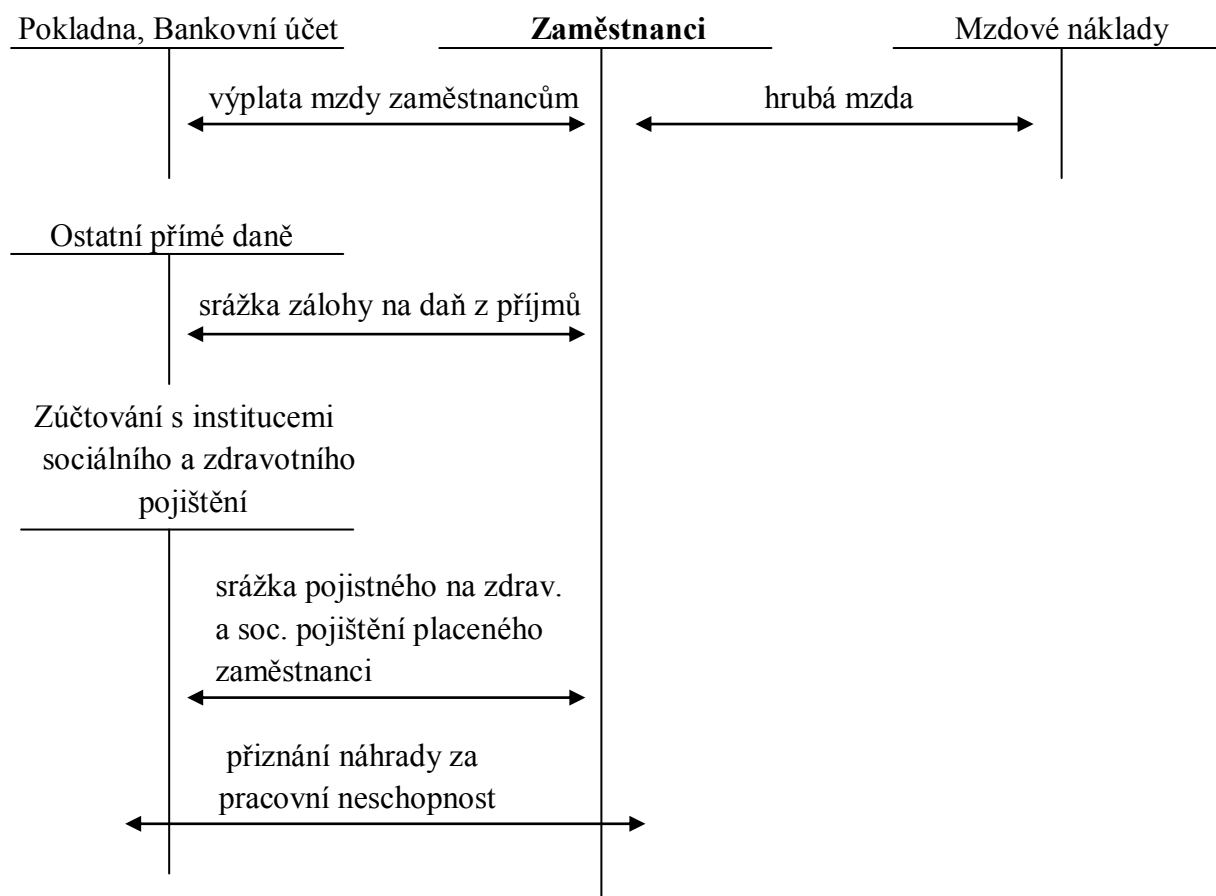 Pokladna, Bankovní účet
Zaměstnanci
Mzdové náklady
výplata mzdy zaměstnancům
hrubá mzda
Ostatní přímé daně
srážka zálohy na daň z příjmů
Zúčtování s institucemi
sociálního a zdravotního
pojištění
srážka pojistného na zdrav.
a soc. pojištění placeného
zaměstnanci
přiznání náhrady za
pracovní neschopnost